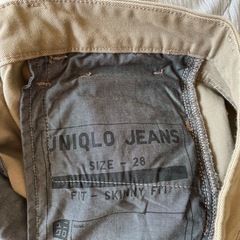 UNIQLO JEANS
SIZE - 28
FIT - SKINNY FIT